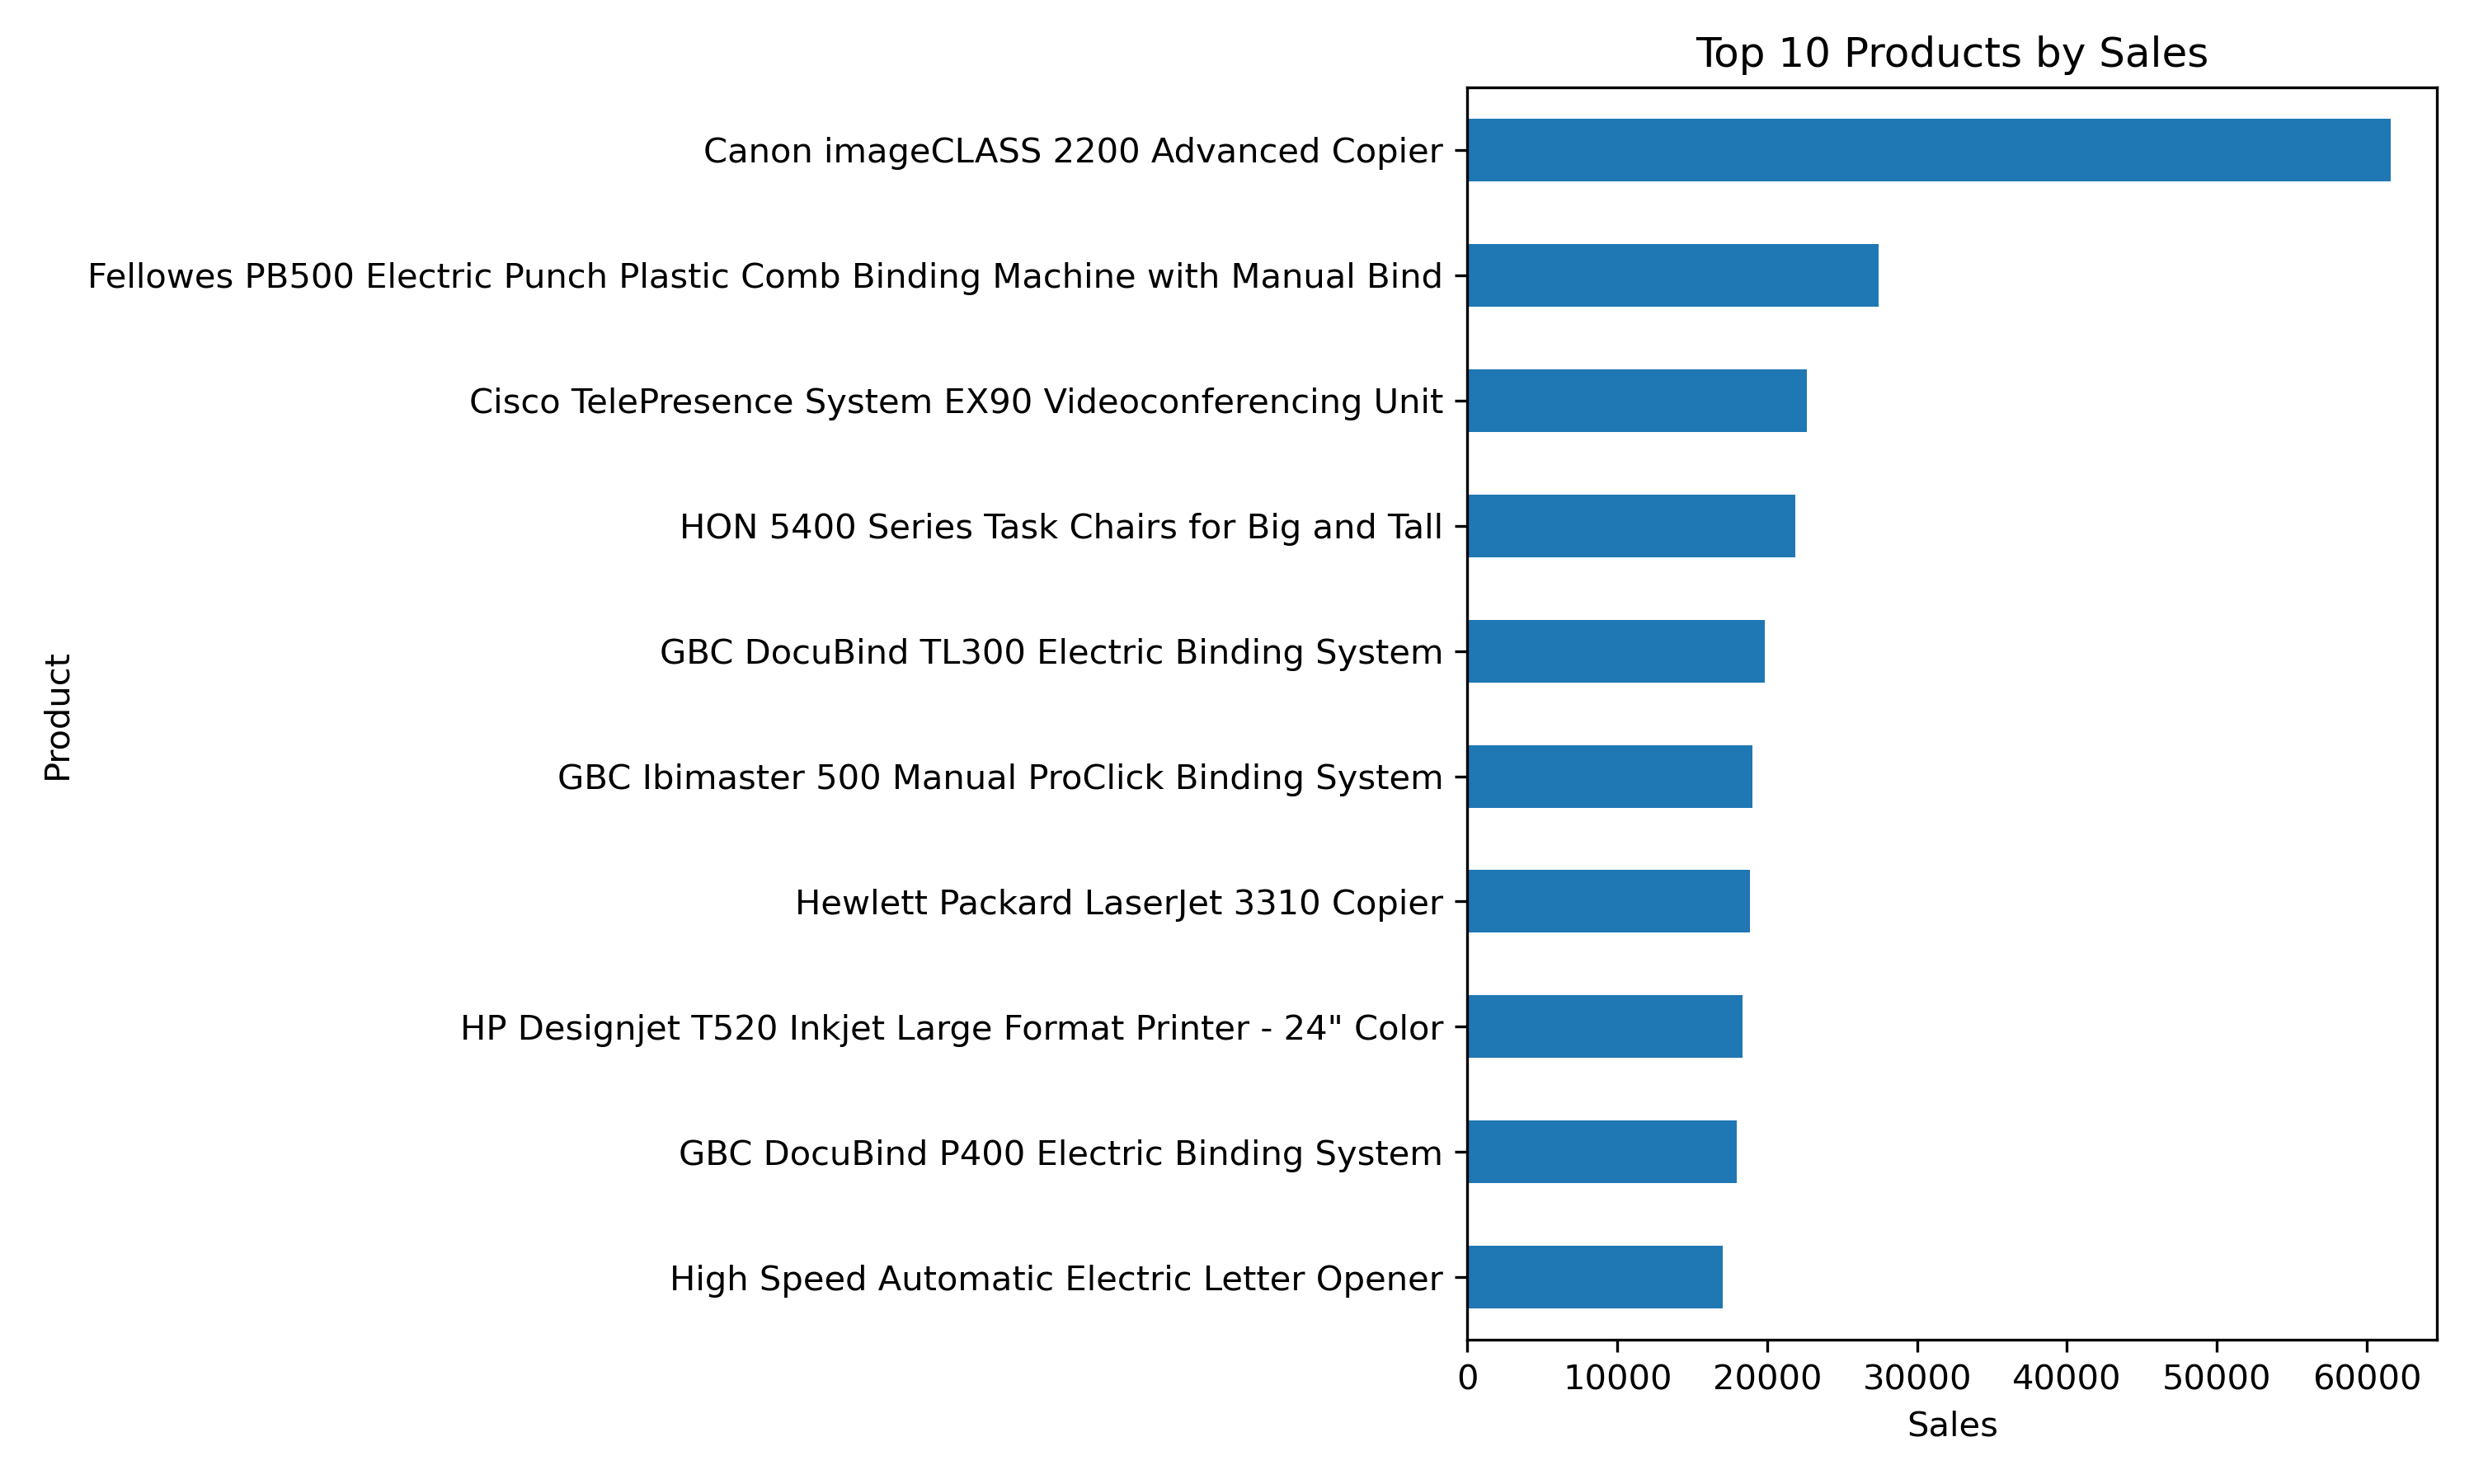 Top 10 Products by Sales
Canon imageCLASS 2200 Advanced Copier
Fellowes PB500 Electric Punch Plastic Comb Binding Machine with Manual Bind
Cisco TelePresence System EX90 Videoconferencing Unit
HON 5400 Series Task Chairs for Big and Tall
GBC DocuBind TL300 Electric Binding System
Product
GBC Ibimaster 500 Manual ProClick Binding System
Hewlett Packard LaserJet 3310 Copier
HP Designjet T520 Inkjet Large Format Printer - 24" Color
GBC DocuBind P400 Electric Binding System
High Speed Automatic Electric Letter Opener
0 10000 20000 30000 40000 50000 60000
Sales